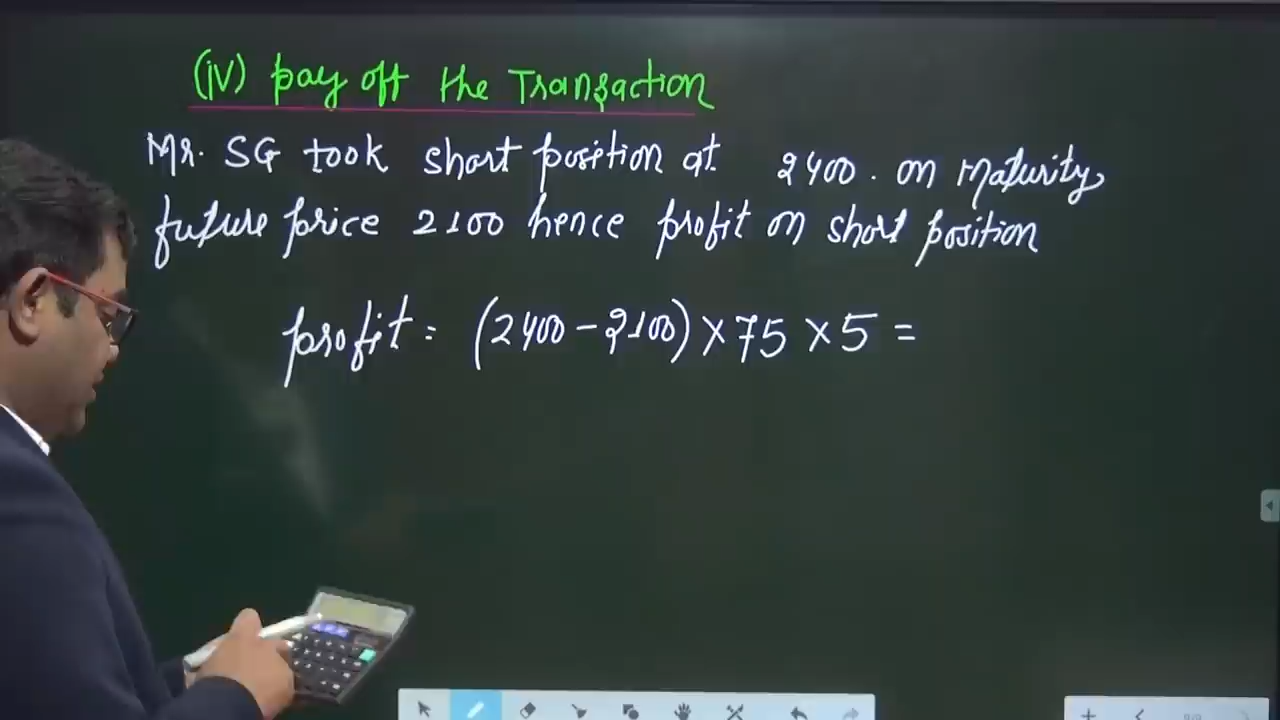 (iv) pay off the Transaction
Mr. SG took short position at 2400. on Maturity
future price 2100 hence profit on short position
profit = (2400 - 2100) × 75 × 5 =